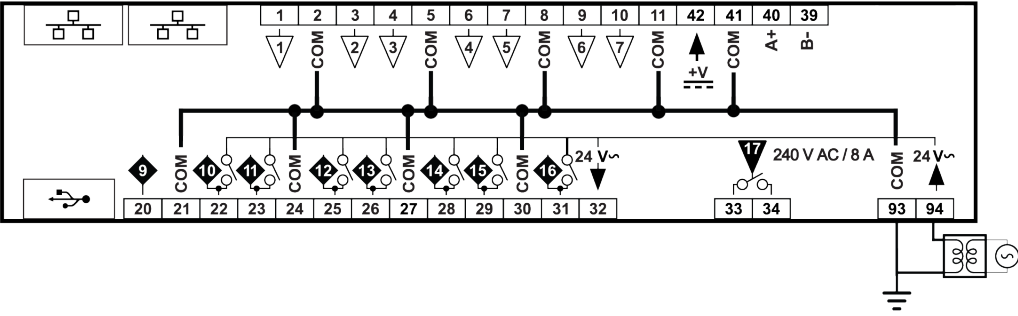 1 2 3 4 5 6 7 8 9 10 11 42 41 40 39
1 COM 2 3 COM 4 5 COM 6 7 COM +V COM A+ B-
9 COM 10 11 COM 12 13 COM 14 15 COM 16 24 V~ 17 240 V AC / 8 A COM 24 V~
20 21 22 23 24 25 26 27 28 29 30 31 32 33 34 93 94